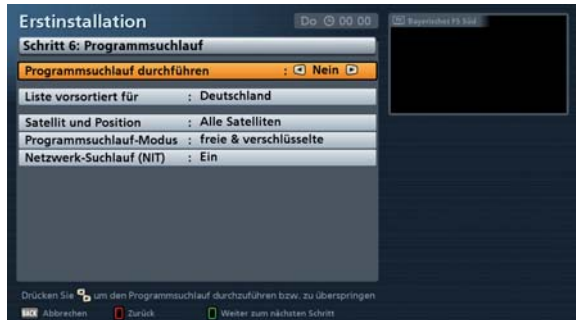 Erstinstallation Do 00 00
Bayerisches FS Süd
Schritt 6: Programmsuchlauf
Programmsuchlauf durchführen : Nein
Liste vorsortiert für : Deutschland
Satellit und Position : Alle Satelliten
Programmsuchlauf-Modus : freie & verschlüsselte
Netzwerk-Suchlauf (NIT) : Ein
Drücken Sie um den Programmsuchlauf durchzuführen bzw. zu überspringen
BACK Abbrechen Zurück Weiter zum nächsten Schritt